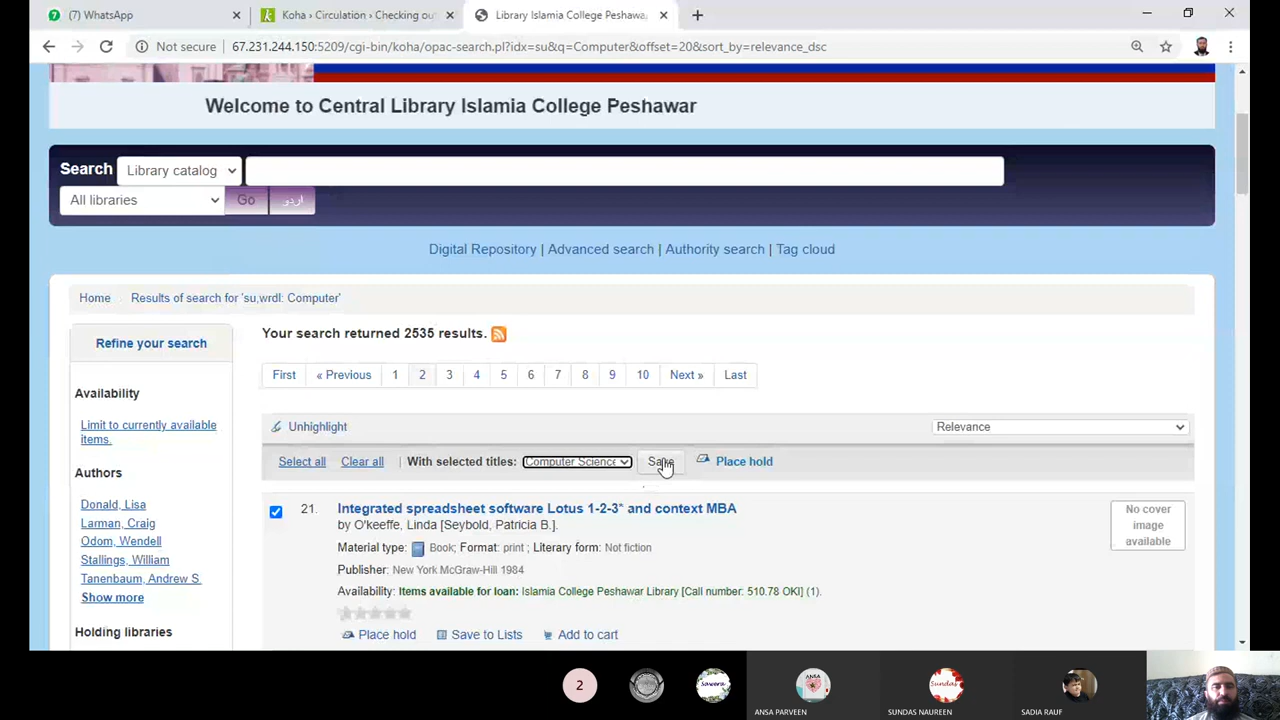 (7) WhatsApp
Koha › Circulation › Checking out
Library Islamia College Peshawa
Not secure | 67.231.244.150:5209/cgi-bin/koha/opac-search.pl?idx=su&q=Computer&offset=20&sort_by=relevance_dsc
Welcome to Central Library Islamia College Peshawar
Search Library catalog
All libraries Go اردو
Digital Repository | Advanced search | Authority search | Tag cloud
Home Results of search for 'su,wrdl: Computer'
Refine your search
Availability
Limit to currently available
items.
Authors
Donald, Lisa
Larman, Craig
Odom, Wendell
Stallings, William
Tanenbaum, Andrew S.
Show more
Holding libraries
Your search returned 2535 results.
First « Previous 1 2 3 4 5 6 7 8 9 10 Next » Last
Unhighlight Relevance
Select all Clear all | With selected titles: Computer Science Save Place hold
21. Integrated spreadsheet software Lotus 1-2-3* and context MBA
by O'keeffe, Linda [Seybold, Patricia B.].
Material type: Book; Format: print ; Literary form: Not fiction
Publisher: New York McGraw-Hill 1984
Availability: Items available for loan: Islamia College Peshawar Library [Call number: 510.78 OKI] (1).
Place hold Save to Lists Add to cart
No cover
image
available
2
Sawera
ANSA
ANSA PARVEEN
Sundas
SUNDAS NAUREEN
SADIA RAUF